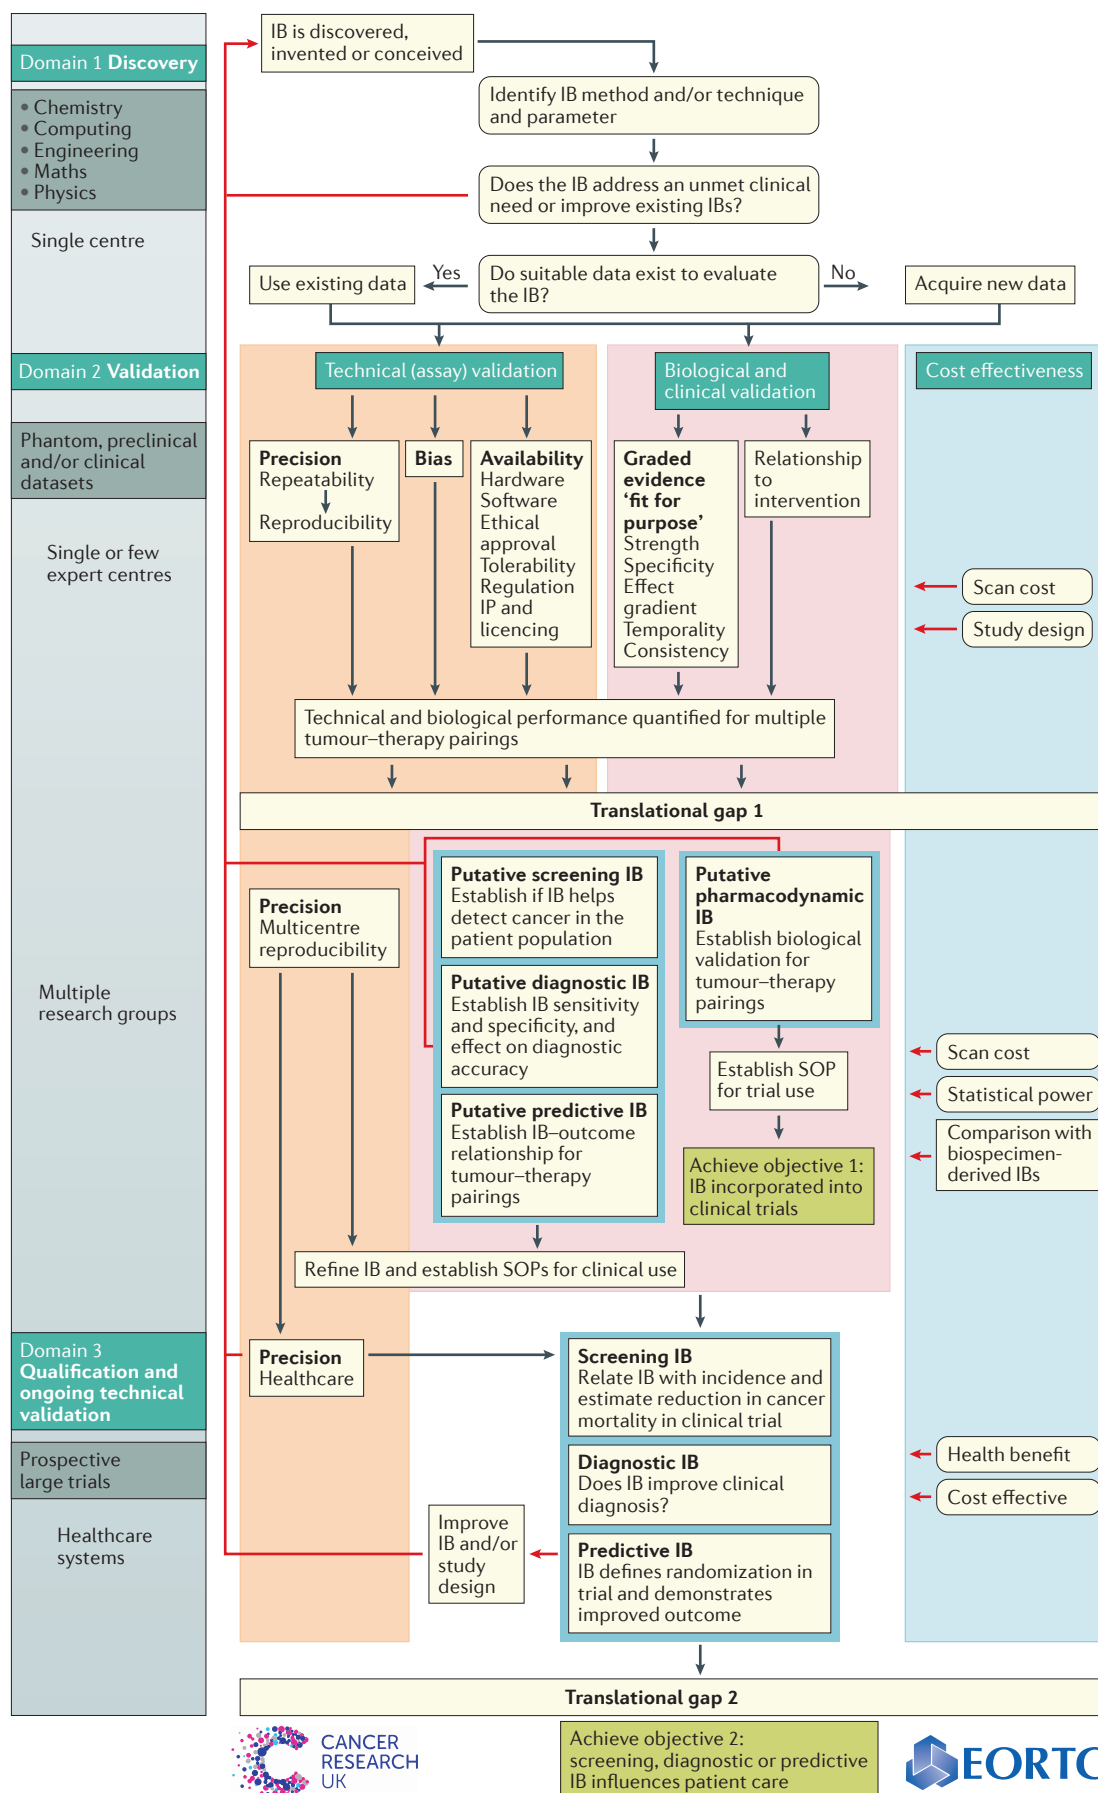 IB is discovered,
invented or conceived
Domain 1 Discovery
• Chemistry
• Computing
• Engineering
• Maths
• Physics
Single centre
Identify IB method and/or technique
and parameter
Does the IB address an unmet clinical
need or improve existing IBs?
Do suitable data exist to evaluate
the IB?
Yes
No
Use existing data
Acquire new data
Domain 2 Validation
Phantom, preclinical
and/or clinical
datasets
Single or few
expert centres
Technical (assay) validation
Biological and
clinical validation
Cost effectiveness
Precision
Repeatability
Reproducibility
Bias
Availability
Hardware
Software
Ethical
approval
Tolerability
Regulation
IP and
licencing
Graded
evidence
‘fit for
purpose’
Strength
Specificity
Effect
gradient
Temporality
Consistency
Relationship
to
intervention
Scan cost
Study design
Technical and biological performance quantified for multiple
tumour–therapy pairings
Translational gap 1
Multiple
research groups
Precision
Multicentre
reproducibility
Putative screening IB
Establish if IB helps
detect cancer in the
patient population
Putative diagnostic IB
Establish IB sensitivity
and specificity, and
effect on diagnostic
accuracy
Putative predictive IB
Establish IB–outcome
relationship for
tumour–therapy
pairings
Putative
pharmacodynamic
IB
Establish biological
validation for
tumour–therapy
pairings
Establish SOP
for trial use
Achieve objective 1:
IB incorporated into
clinical trials
Scan cost
Statistical power
Comparison with
biospecimen-
derived IBs
Refine IB and establish SOPs for clinical use
Domain 3
Qualification and
ongoing technical
validation
Prospective
large trials
Healthcare
systems
Precision
Healthcare
Screening IB
Relate IB with incidence and
estimate reduction in cancer
mortality in clinical trial
Diagnostic IB
Does IB improve clinical
diagnosis?
Predictive IB
IB defines randomization in
trial and demonstrates
improved outcome
Improve
IB and/or
study
design
Health benefit
Cost effective
Translational gap 2
CANCER
RESEARCH
UK
Achieve objective 2:
screening, diagnostic or predictive
IB influences patient care
EORTC